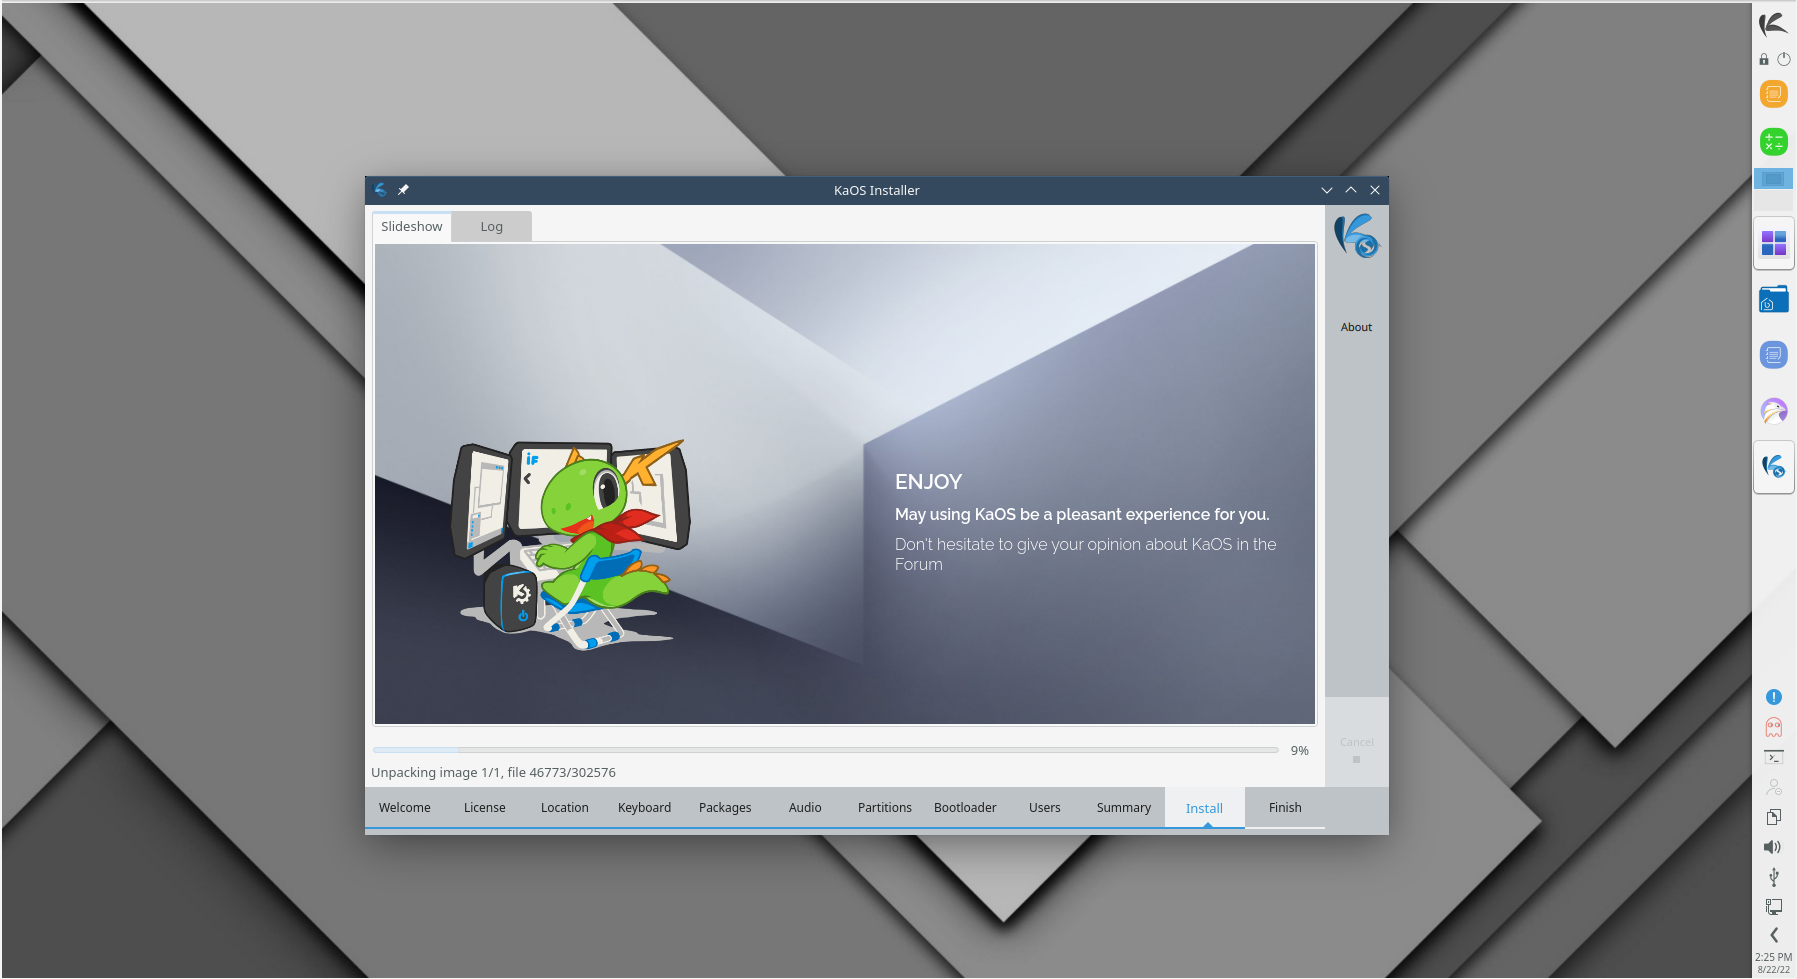 KaOS Installer
Slideshow
Log
About
iF
ENJOY
May using KaOS be a pleasant experience for you.
Don't hesitate to give your opinion about KaOS in the
Forum
9%
Cancel
Unpacking image 1/1, file 46773/302576
Welcome
License
Location
Keyboard
Packages
Audio
Partitions
Bootloader
Users
Summary
Install
Finish
2:25 PM
8/22/22